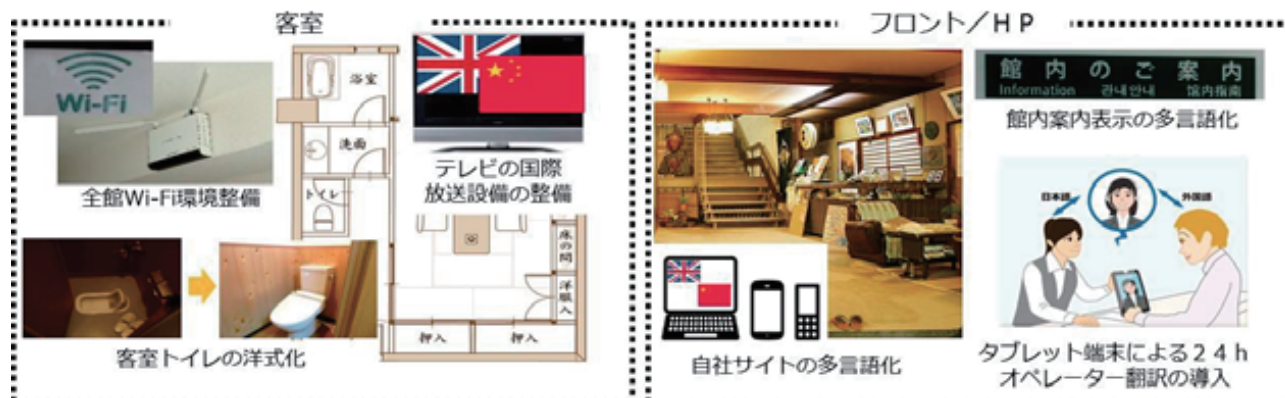 客室
Wi-Fi
全館Wi-Fi環境整備
客室トイレの洋式化
浴室
洗面
トイレ
床の間
洋服入
押入
押入
テレビの国際
放送設備の整備
フロント／ＨＰ
自社サイトの多言語化
館内のご案内
Information 관내안내 馆内指南
館内案内表示の多言語化
日本語
外国語
タブレット端末による２４ｈ
オペレーター翻訳の導入